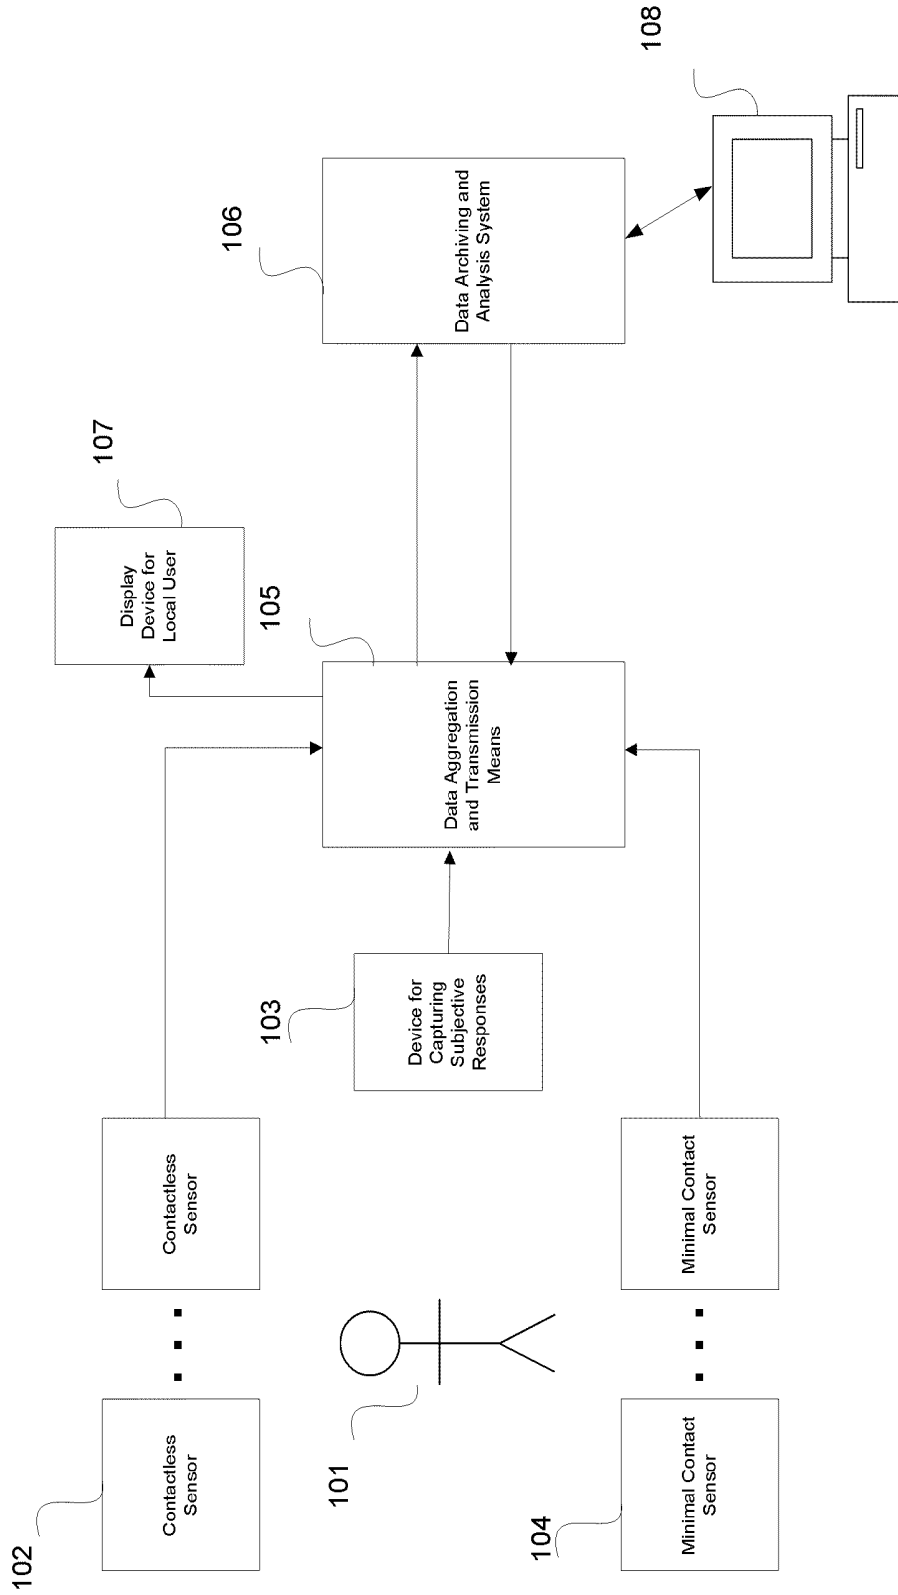 102
Contactless
Sensor
Contactless
Sensor
107
Display
Device for
Local User
101
103
Device for
Capturing
Subjective
Responses
105
Data Aggregation
and Transmission
Means
106
Data Archiving and
Analysis System
104
Minimal Contact
Sensor
Minimal Contact
Sensor
108